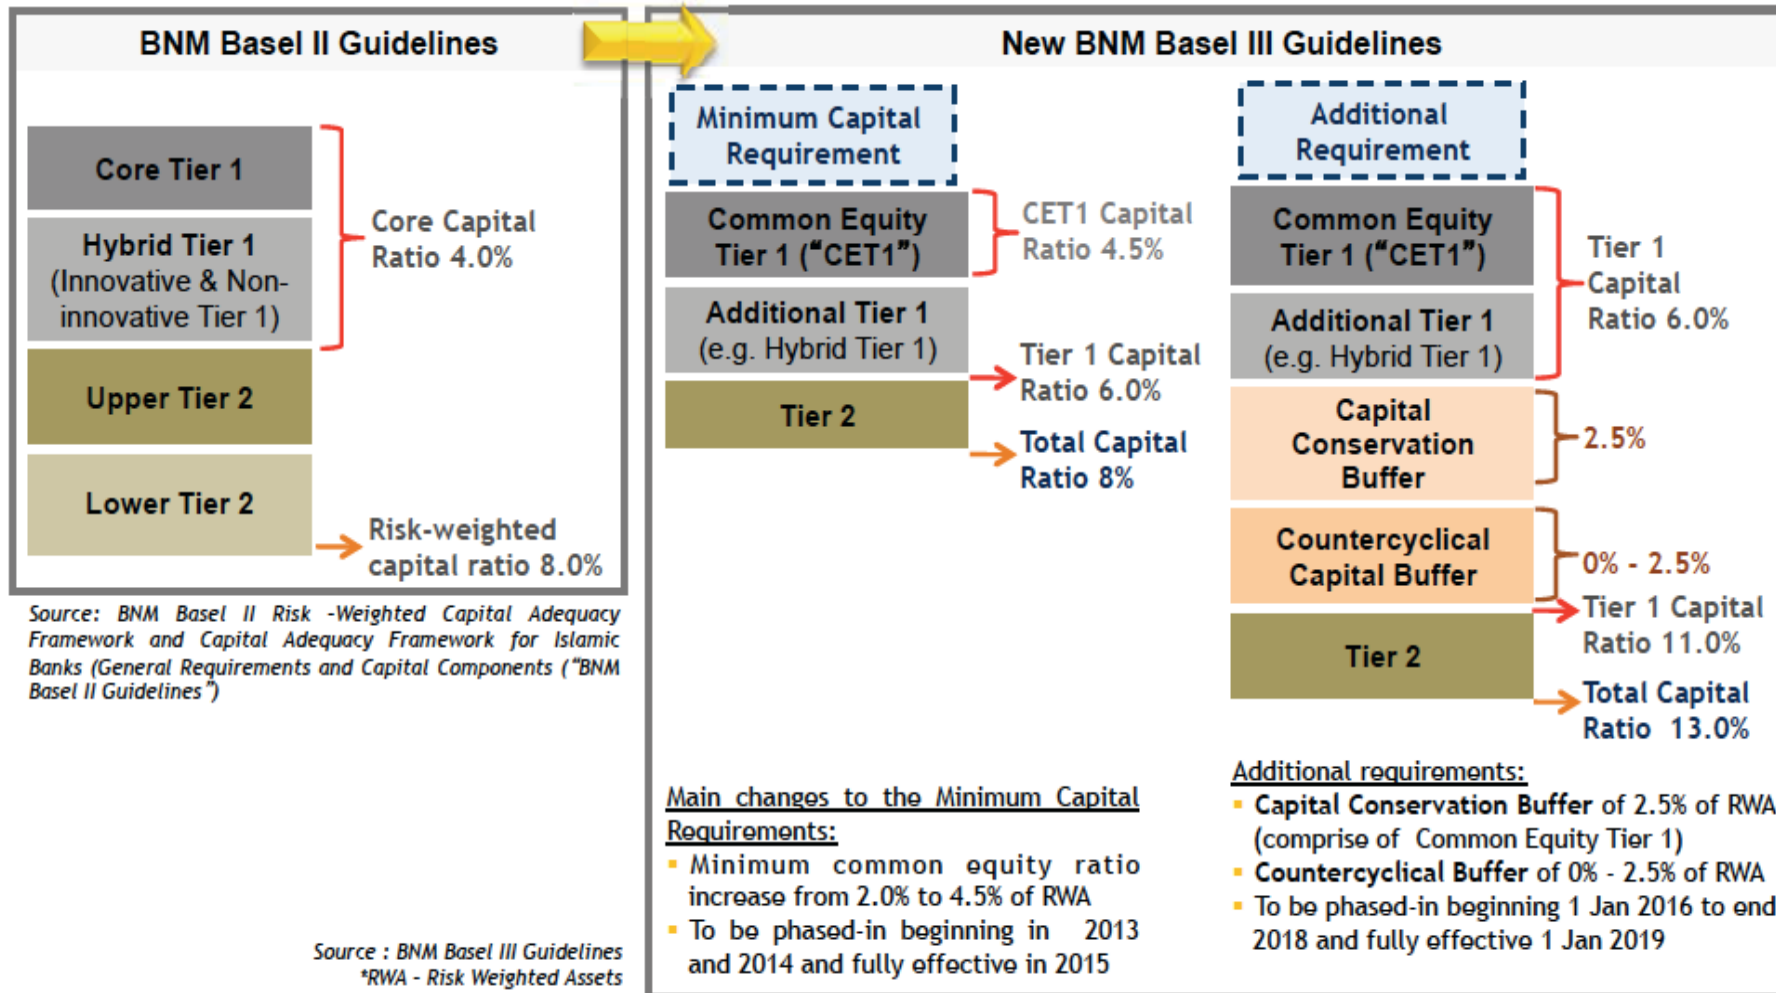 BNM Basel II Guidelines
Core Tier 1
Hybrid Tier 1
(Innovative & Non-
innovative Tier 1)
Core Capital
Ratio 4.0%
Upper Tier 2
Lower Tier 2
Risk-weighted
capital ratio 8.0%
Source: BNM Basel II Risk -Weighted Capital Adequacy
Framework and Capital Adequacy Framework for Islamic
Banks (General Requirements and Capital Components ("BNM
Basel II Guidelines")
Source : BNM Basel III Guidelines
*RWA - Risk Weighted Assets
New BNM Basel III Guidelines
Minimum Capital
Requirement
Common Equity
Tier 1 ("CET1")
CET1 Capital
Ratio 4.5%
Additional Tier 1
(e.g. Hybrid Tier 1)
Tier 1 Capital
Ratio 6.0%
Tier 2
Total Capital
Ratio 8%
Main changes to the Minimum Capital
Requirements:
▪ Minimum common equity ratio
increase from 2.0% to 4.5% of RWA
▪ To be phased-in beginning in 2013
and 2014 and fully effective in 2015
Additional
Requirement
Common Equity
Tier 1 ("CET1")
Additional Tier 1
(e.g. Hybrid Tier 1)
Tier 1
Capital
Ratio 6.0%
Capital
Conservation
Buffer
2.5%
Countercyclical
Capital Buffer
0% - 2.5%
Tier 1 Capital
Ratio 11.0%
Tier 2
Total Capital
Ratio 13.0%
Additional requirements:
▪ Capital Conservation Buffer of 2.5% of RWA
(comprise of Common Equity Tier 1)
▪ Countercyclical Buffer of 0% - 2.5% of RWA
▪ To be phased-in beginning 1 Jan 2016 to end
2018 and fully effective 1 Jan 2019